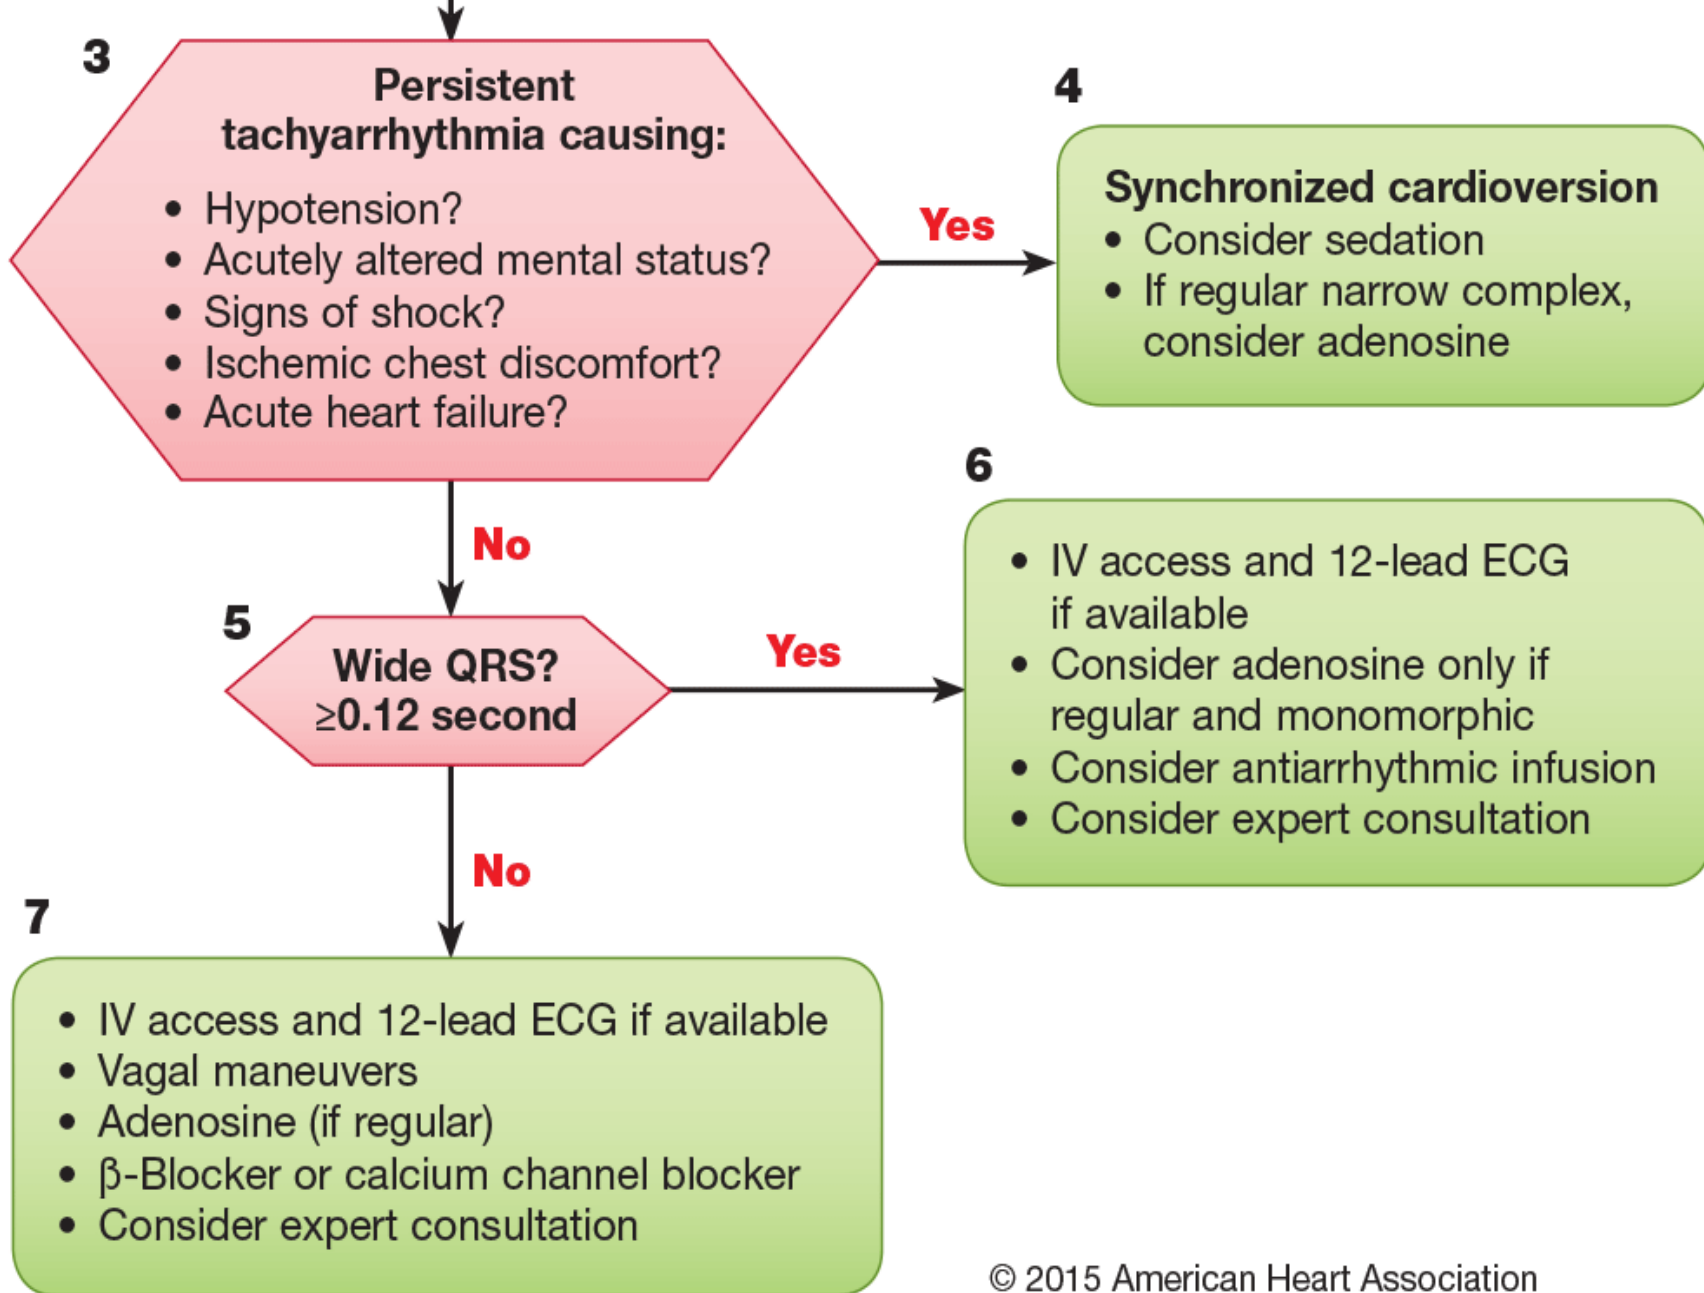 3
Persistent
tachyarrhythmia causing:
• Hypotension?
• Acutely altered mental status?
• Signs of shock?
• Ischemic chest discomfort?
• Acute heart failure?
Yes
4
Synchronized cardioversion
• Consider sedation
• If regular narrow complex,
consider adenosine
No
5
Wide QRS?
≥0.12 second
Yes
6
• IV access and 12-lead ECG
if available
• Consider adenosine only if
regular and monomorphic
• Consider antiarrhythmic infusion
• Consider expert consultation
No
7
• IV access and 12-lead ECG if available
• Vagal maneuvers
• Adenosine (if regular)
• β-Blocker or calcium channel blocker
• Consider expert consultation
© 2015 American Heart Association